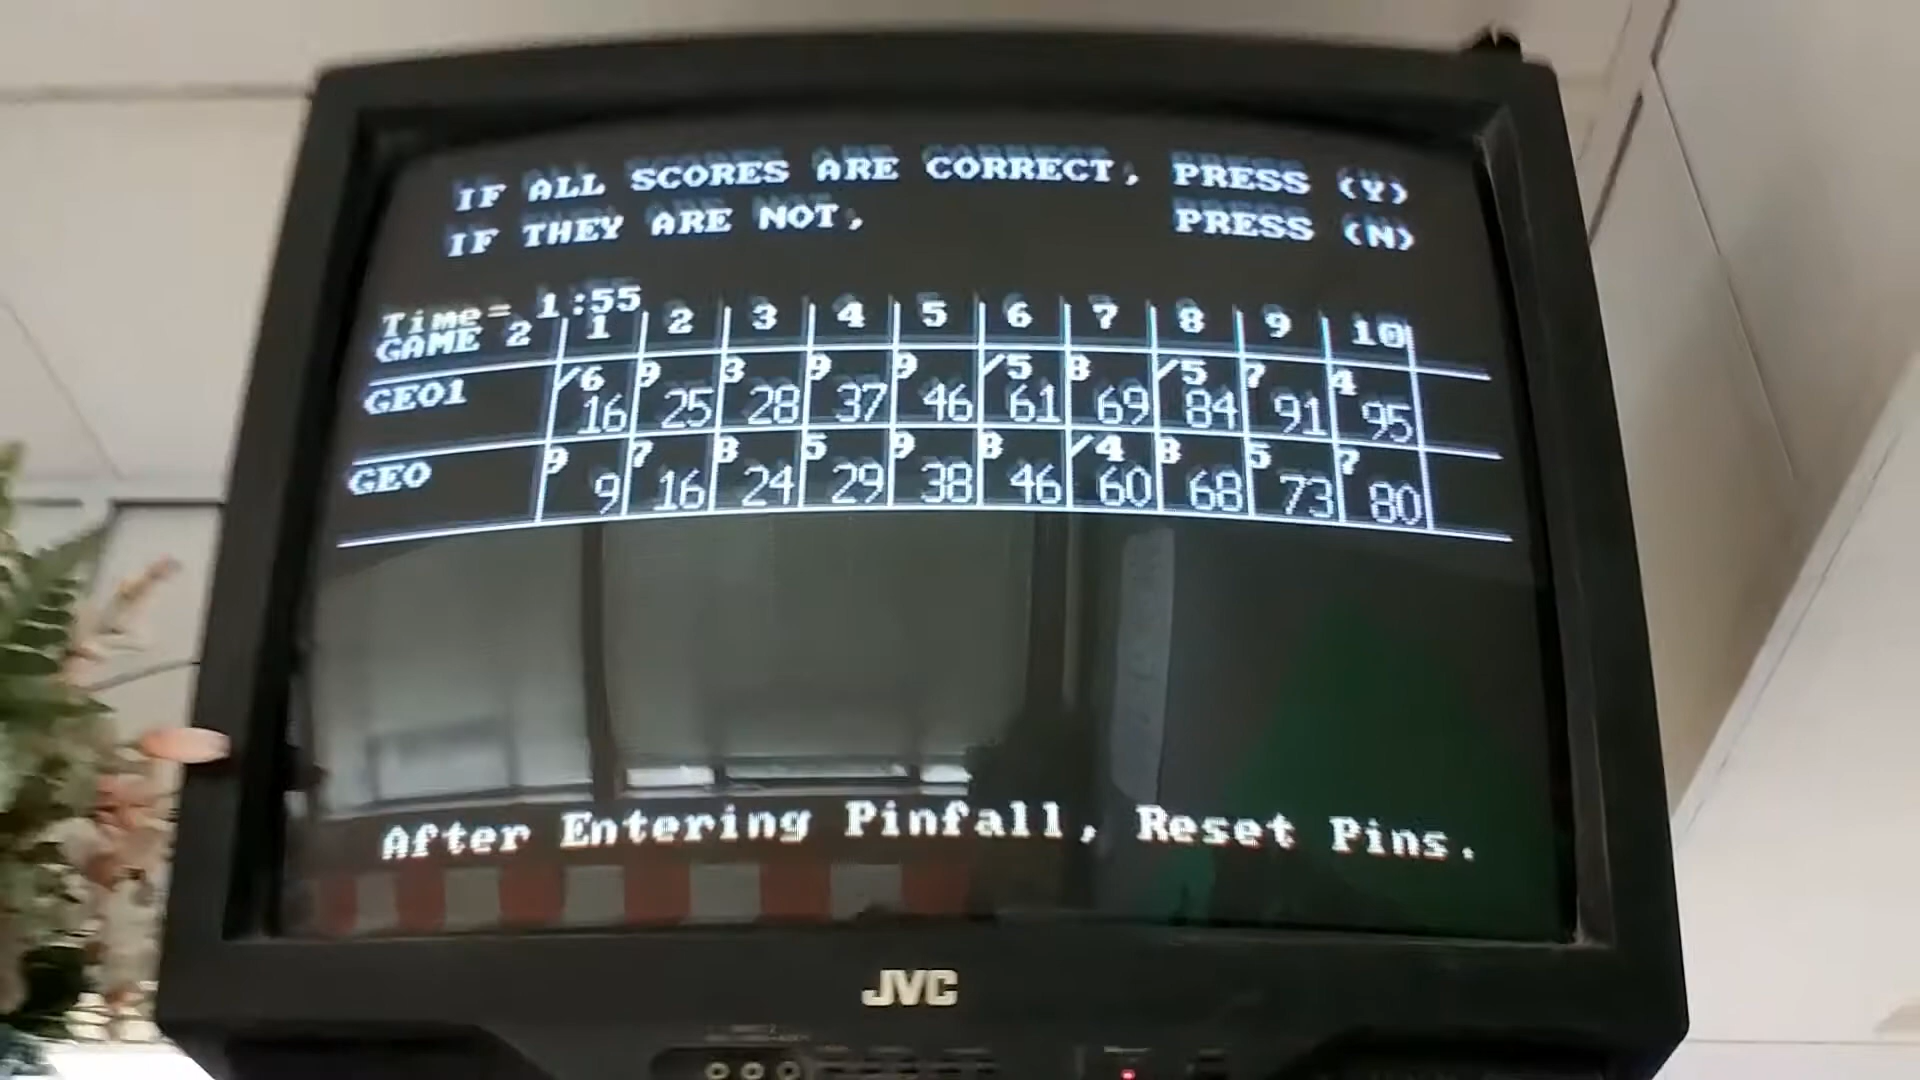 IF ALL SCORES ARE CORRECT, PRESS (Y)
IF THEY ARE NOT, PRESS (N)
Time= 1:55
GAME 2 1 2 3 4 5 6 7 8 9 10
/6 9 3 9 9 /5 8 /5 7 4
GEO1 16 25 28 37 46 61 69 84 91 95
9 7 8 5 9 8 /4 8 5 7
GEO 9 16 24 29 38 46 60 68 73 80
After Entering Pinfall, Reset Pins.
JVC